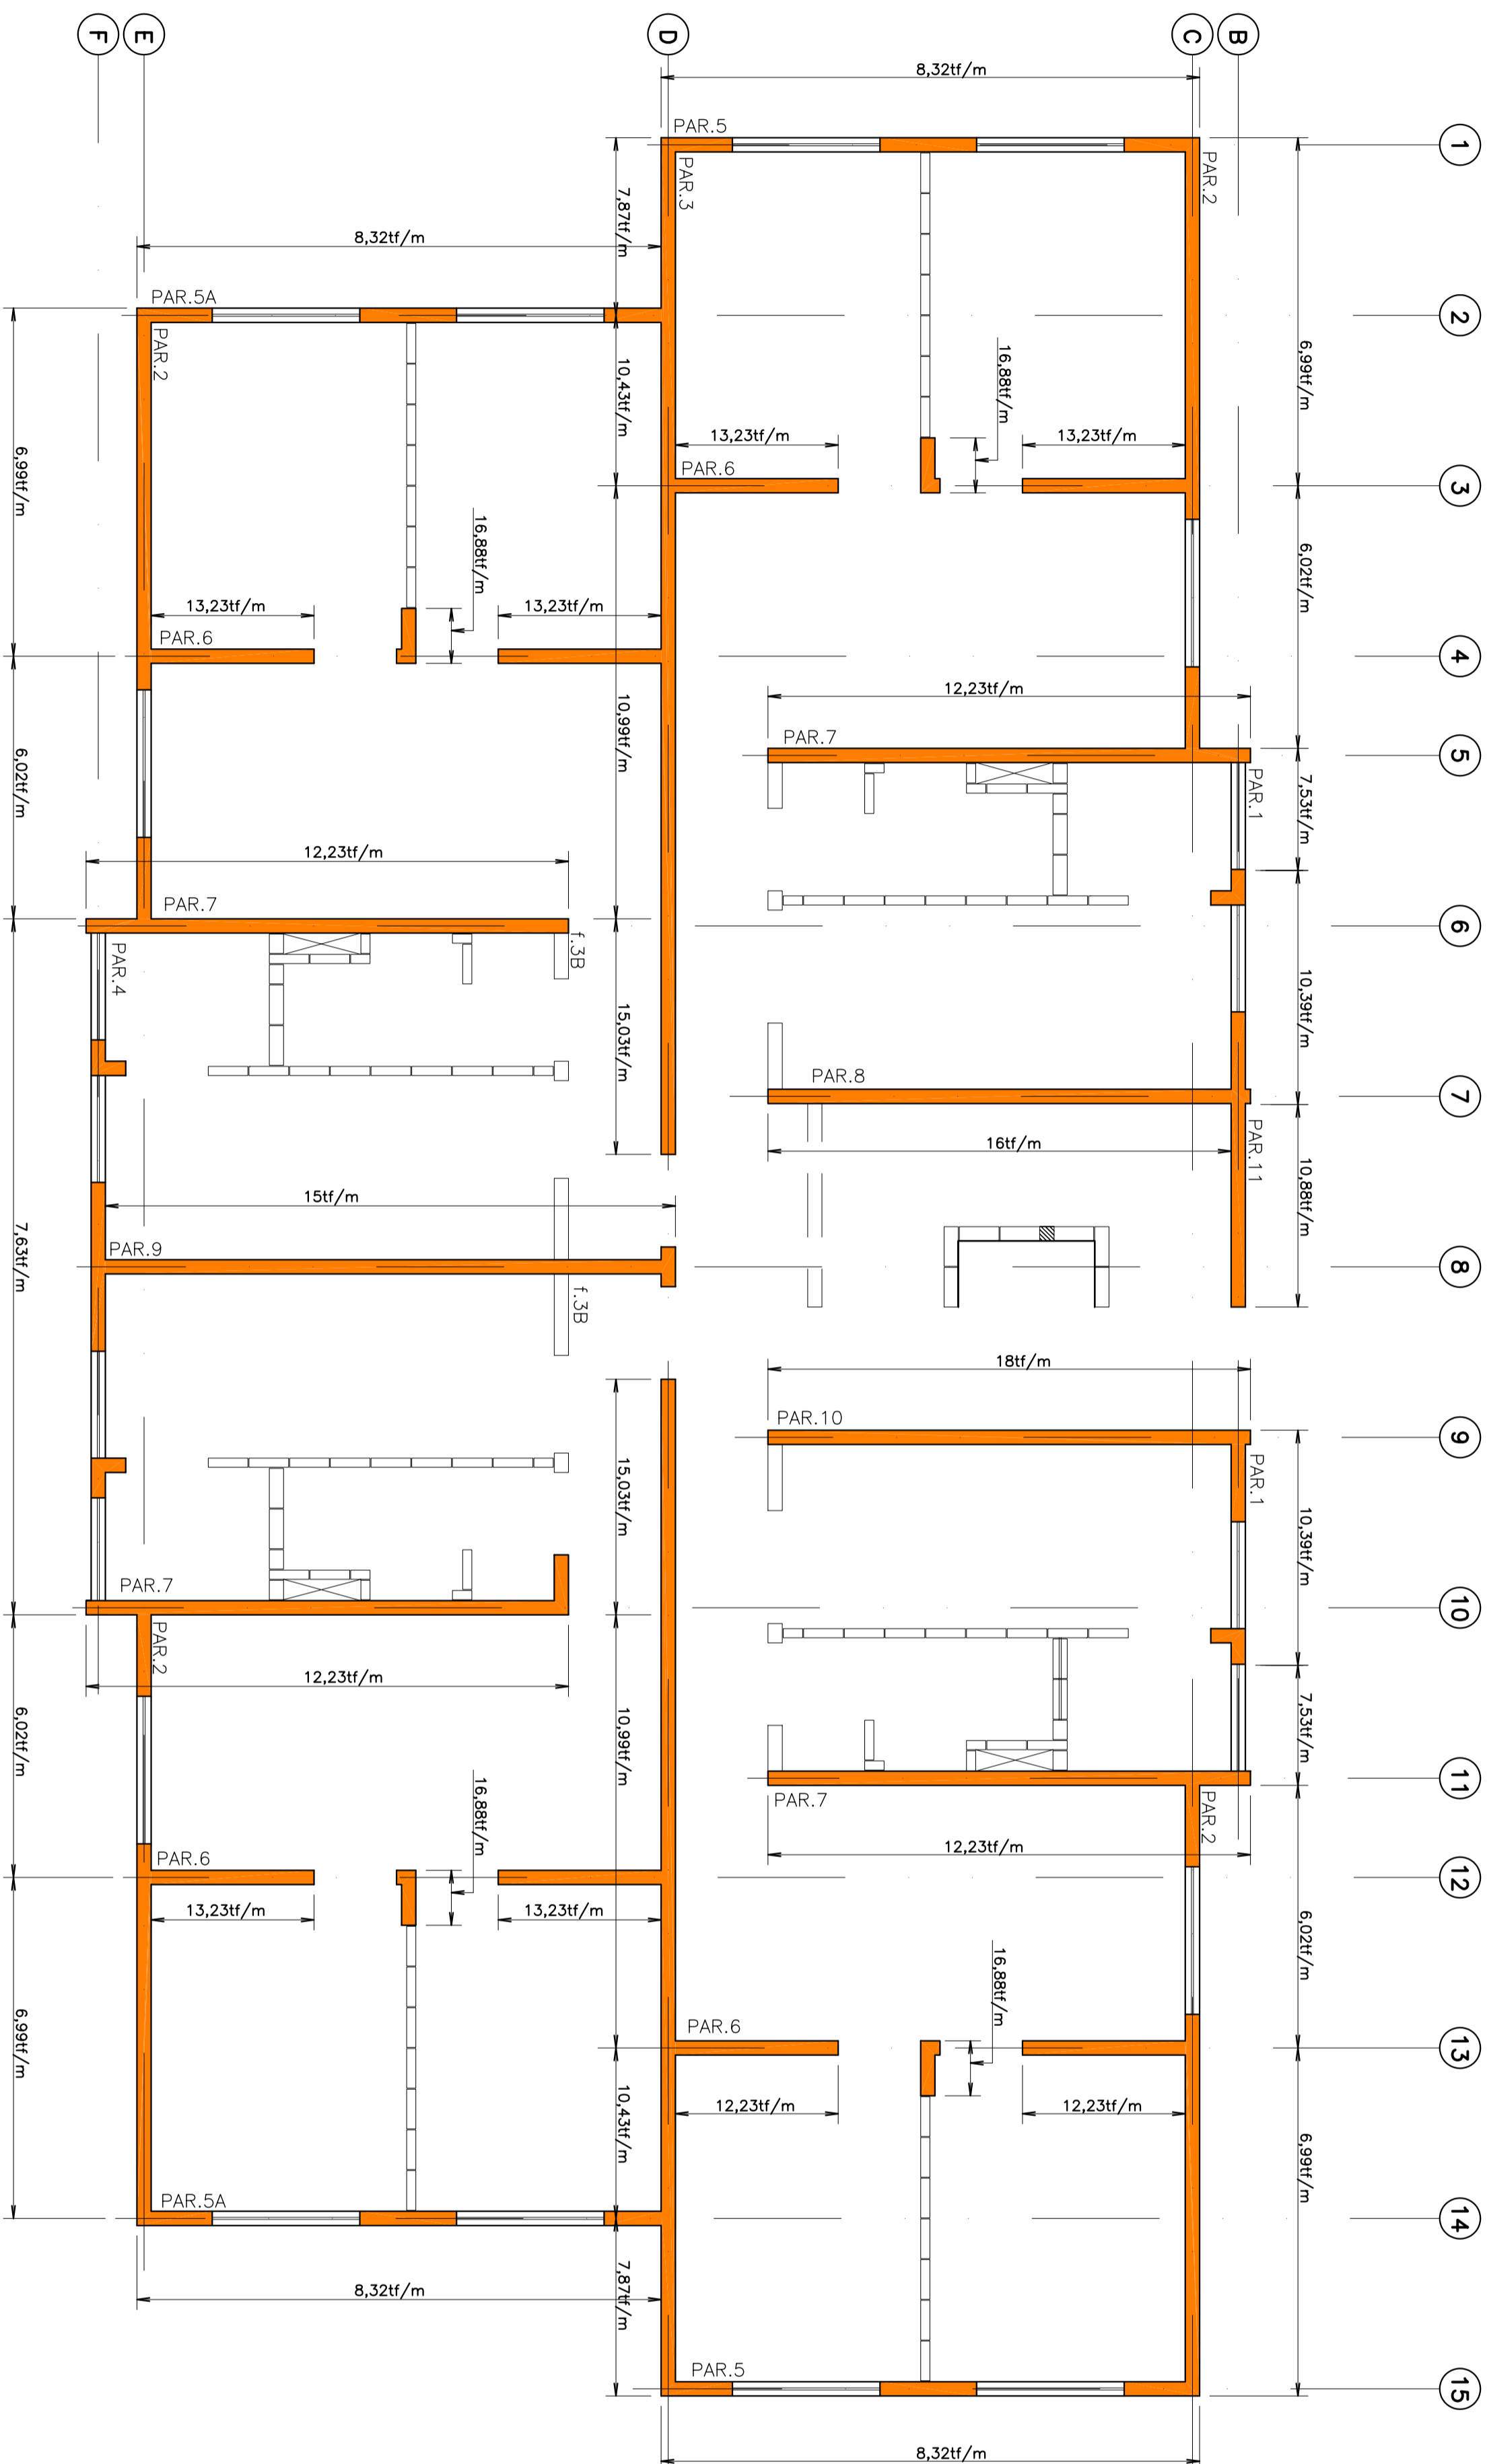 F
E
D
C
B
8,32tf/m
1
PAR.5
PAR.3
PAR.2
7,87tf/m
6,99tf/m
8,32tf/m
PAR.5A
PAR.2
2
10,43tf/m
16,88tf/m
13,23tf/m
13,23tf/m
PAR.6
3
6,99tf/m
16,88tf/m
6,02tf/m
13,23tf/m
13,23tf/m
PAR.6
4
12,23tf/m
10,99tf/m
PAR.7
5
PAR.1
7,53tf/m
6,02tf/m
12,23tf/m
PAR.7
f.3B
6
PAR.4
10,39tf/m
15,03tf/m
PAR.8
7
PAR.11
16tf/m
10,88tf/m
15tf/m
PAR.9
8
7,63tf/m
f.3B
18tf/m
PAR.10
9
PAR.1
15,03tf/m
10,39tf/m
PAR.7
10
PAR.2
12,23tf/m
7,53tf/m
10,99tf/m
11
PAR.7
PAR.2
6,02tf/m
16,88tf/m
12,23tf/m
PAR.6
12
13,23tf/m
13,23tf/m
16,88tf/m
6,02tf/m
PAR.6
13
6,99tf/m
12,23tf/m
12,23tf/m
10,43tf/m
6,99tf/m
PAR.5A
14
8,32tf/m
7,87tf/m
PAR.5
15
8,32tf/m